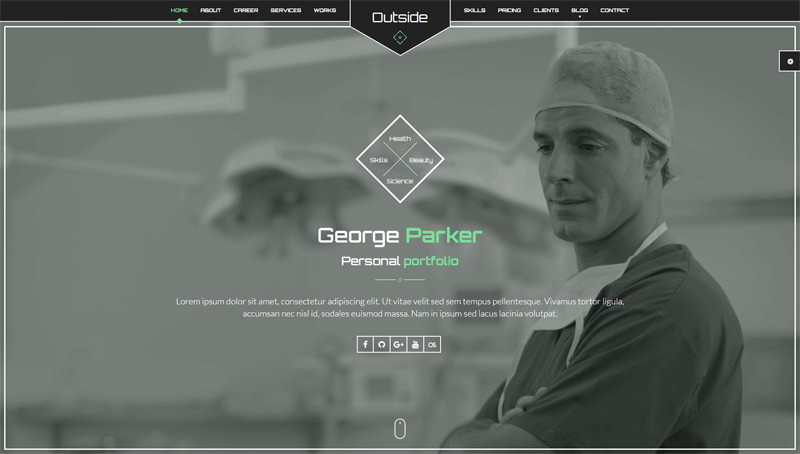 HOME ABOUT CAREER SERVICES WORKS Outside SKILLS PRICING CLIENTS BLOG CONTACT
Health
Skills Beauty
Science
George Parker
Personal portfolio
Lorem ipsum dolor sit amet, consectetur adipiscing elit. Ut vitae velit sed sem tempus pellentesque. Vivamus tortor ligula,
accumsan nec nisl id, sodales euismod massa. Nam in ipsum sed lacus lacinia volutpat.